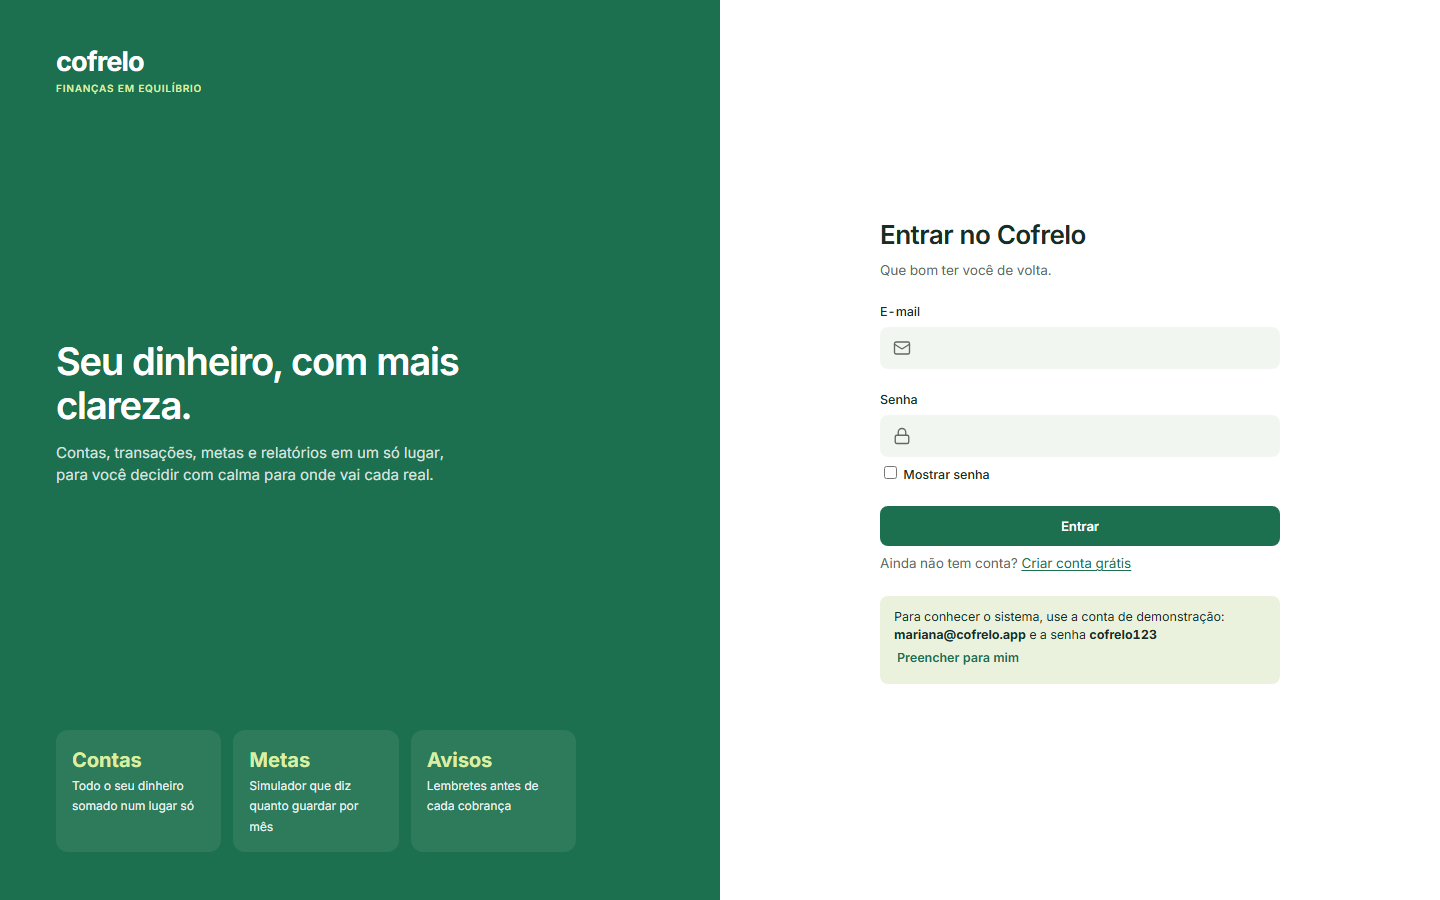 cofrelo
FINANÇAS EM EQUILÍBRIO
Seu dinheiro, com mais
clareza.
Contas, transações, metas e relatórios em um só lugar,
para você decidir com calma para onde vai cada real.
Contas
Todo o seu dinheiro
somado num lugar só
Metas
Simulador que diz
quanto guardar por
mês
Avisos
Lembretes antes de
cada cobrança
Entrar no Cofrelo
Que bom ter você de volta.
E-mail
Senha
Mostrar senha
Entrar
Ainda não tem conta? Criar conta grátis
Para conhecer o sistema, use a conta de demonstração:
mariana@cofrelo.app e a senha cofrelo123
Preencher para mim